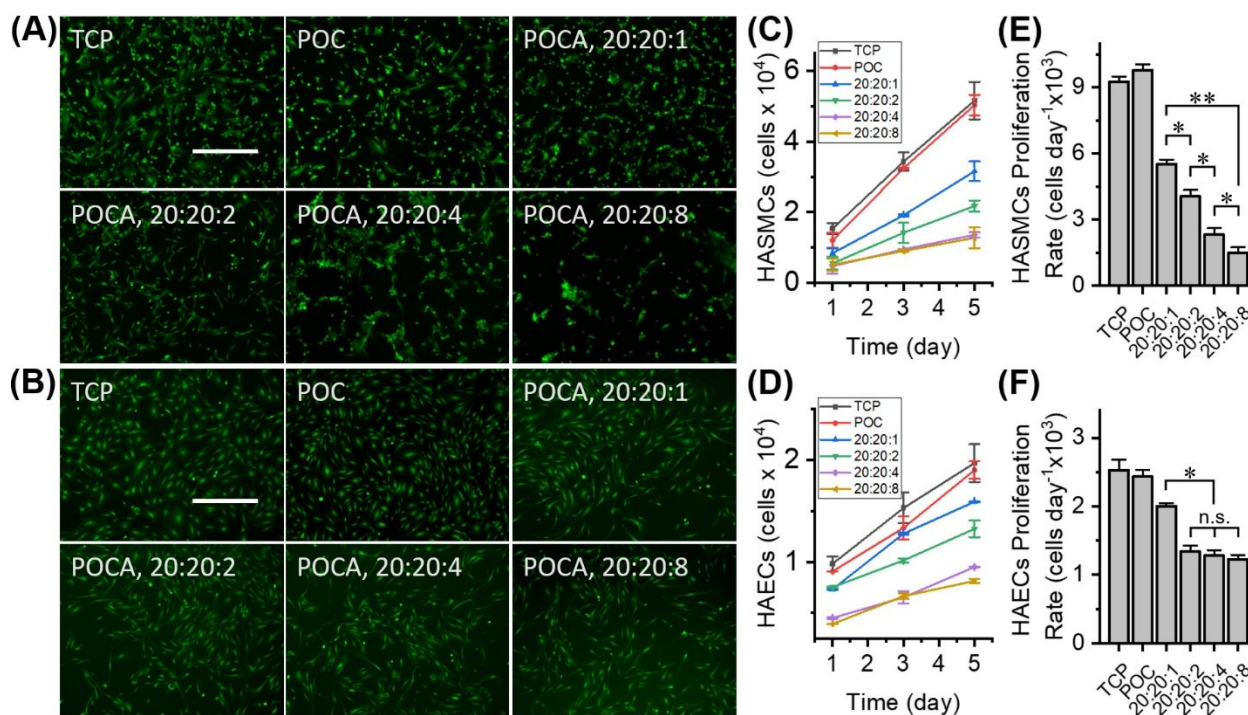 (A)
TCP
POC
POCA, 20:20:1
POCA, 20:20:2
POCA, 20:20:4
POCA, 20:20:8
(B)
TCP
POC
POCA, 20:20:1
POCA, 20:20:2
POCA, 20:20:4
POCA, 20:20:8
(C)
HASMCs (cells x 10⁴)
6
4
2
0
TCP
POC
20:20:1
20:20:2
20:20:4
20:20:8
1 2 3 4 5
Time (day)
(D)
HAECs (cells x 10⁴)
2
1
TCP
POC
20:20:1
20:20:2
20:20:4
20:20:8
1 2 3 4 5
Time (day)
(E)
HASMCs Proliferation
Rate (cells day⁻¹x10³)
9
6
3
0
**
*
*
*
TCP
POC
20:20:1
20:20:2
20:20:4
20:20:8
(F)
HAECs Proliferation
Rate (cells day⁻¹x10³)
3
2
1
0
*
n.s.
TCP
POC
20:20:1
20:20:2
20:20:4
20:20:8